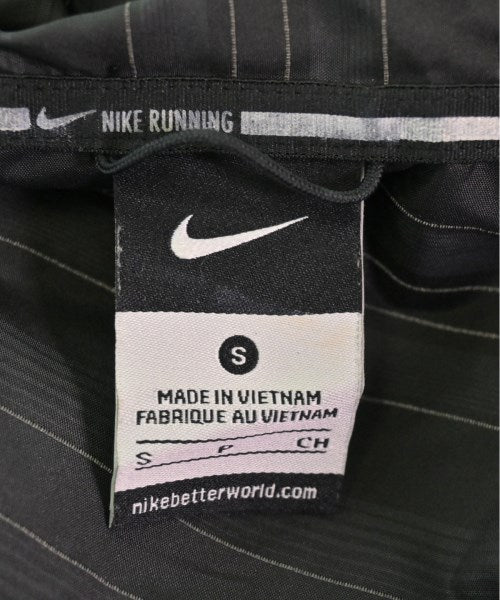 NIKE RUNNING
S
MADE IN VIETNAM
FABRIQUE AU VIETNAM
S P CH
nikebetterworld.com